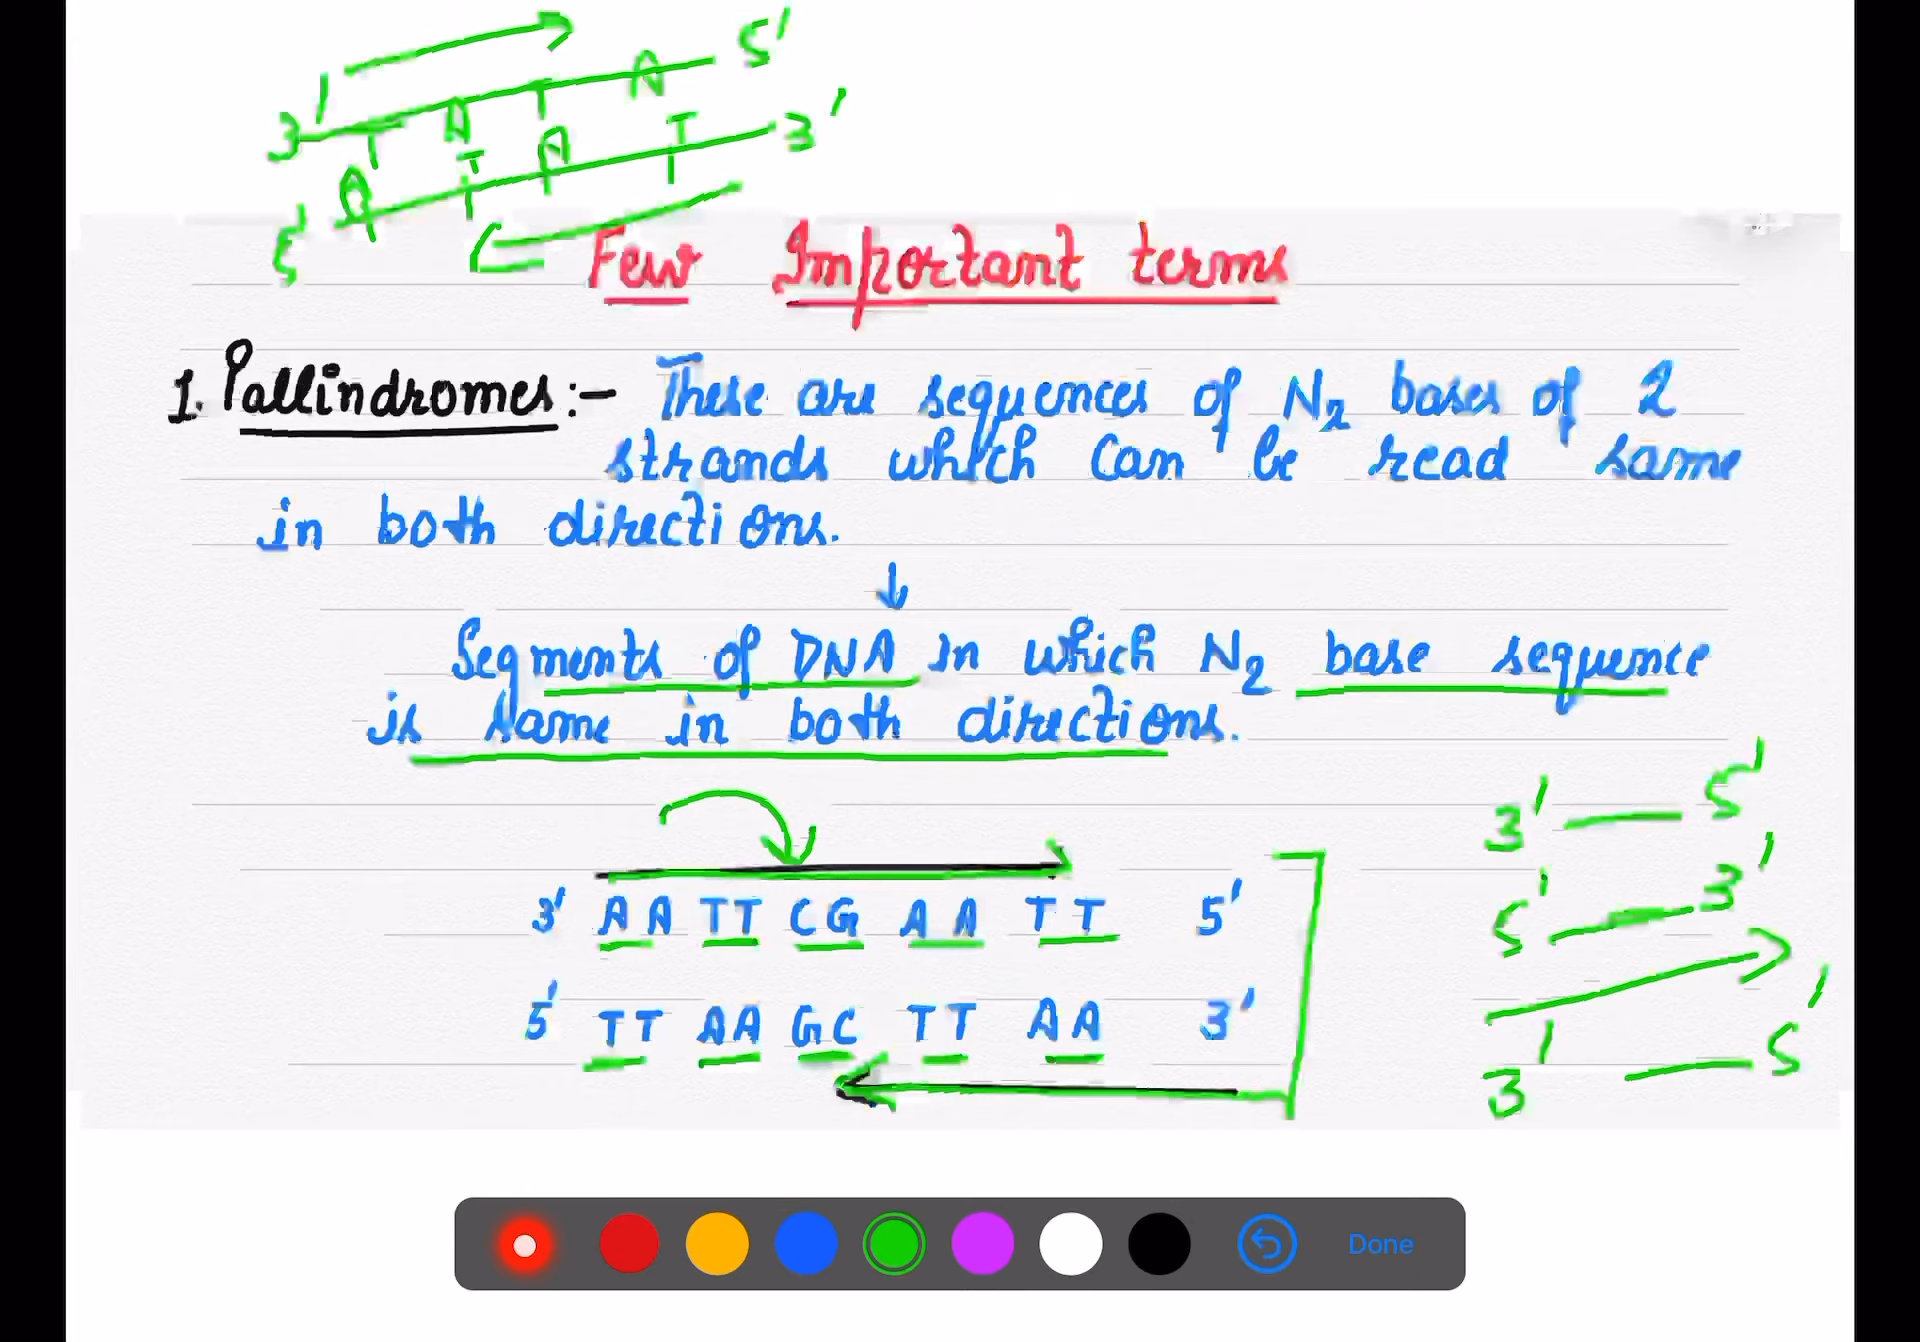 3' T A T A 5'
5' A T A T 3'
Few Important terms
1. Pallindromes:- These are sequences of N2 bases of 2
strands which can be read same
in both directions.
↓
Segments of DNA in which N2 base sequence
is same in both directions.
3' — 5'
5' — 3'
3' A A TT CG A A T T 5'
5' TT AA GC TT AA 3'
3' — 5'
Done